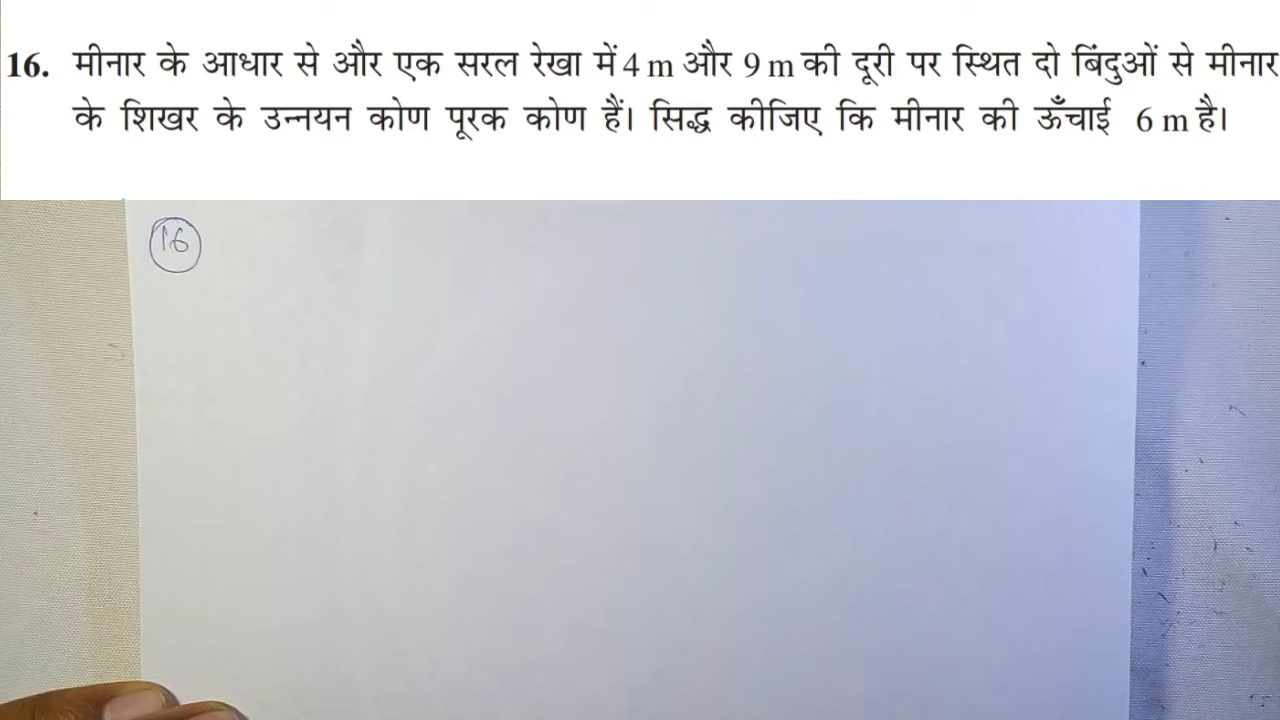 16. मीनार के आधार से और एक सरल रेखा में 4 m और 9 m की दूरी पर स्थित दो बिंदुओं से मीनार
के शिखर के उन्नयन कोण पूरक कोण हैं। सिद्ध कीजिए कि मीनार की ऊँचाई 6 m है।
16